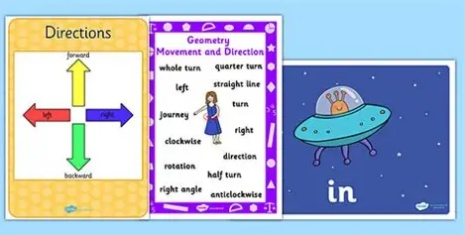 Directions
forward
left
right
backward
Geometry
Movement and Direction
whole turn
quarter turn
left
straight line
turn
journey
right
clockwise
direction
rotation
half turn
right angle
anticlockwise
in